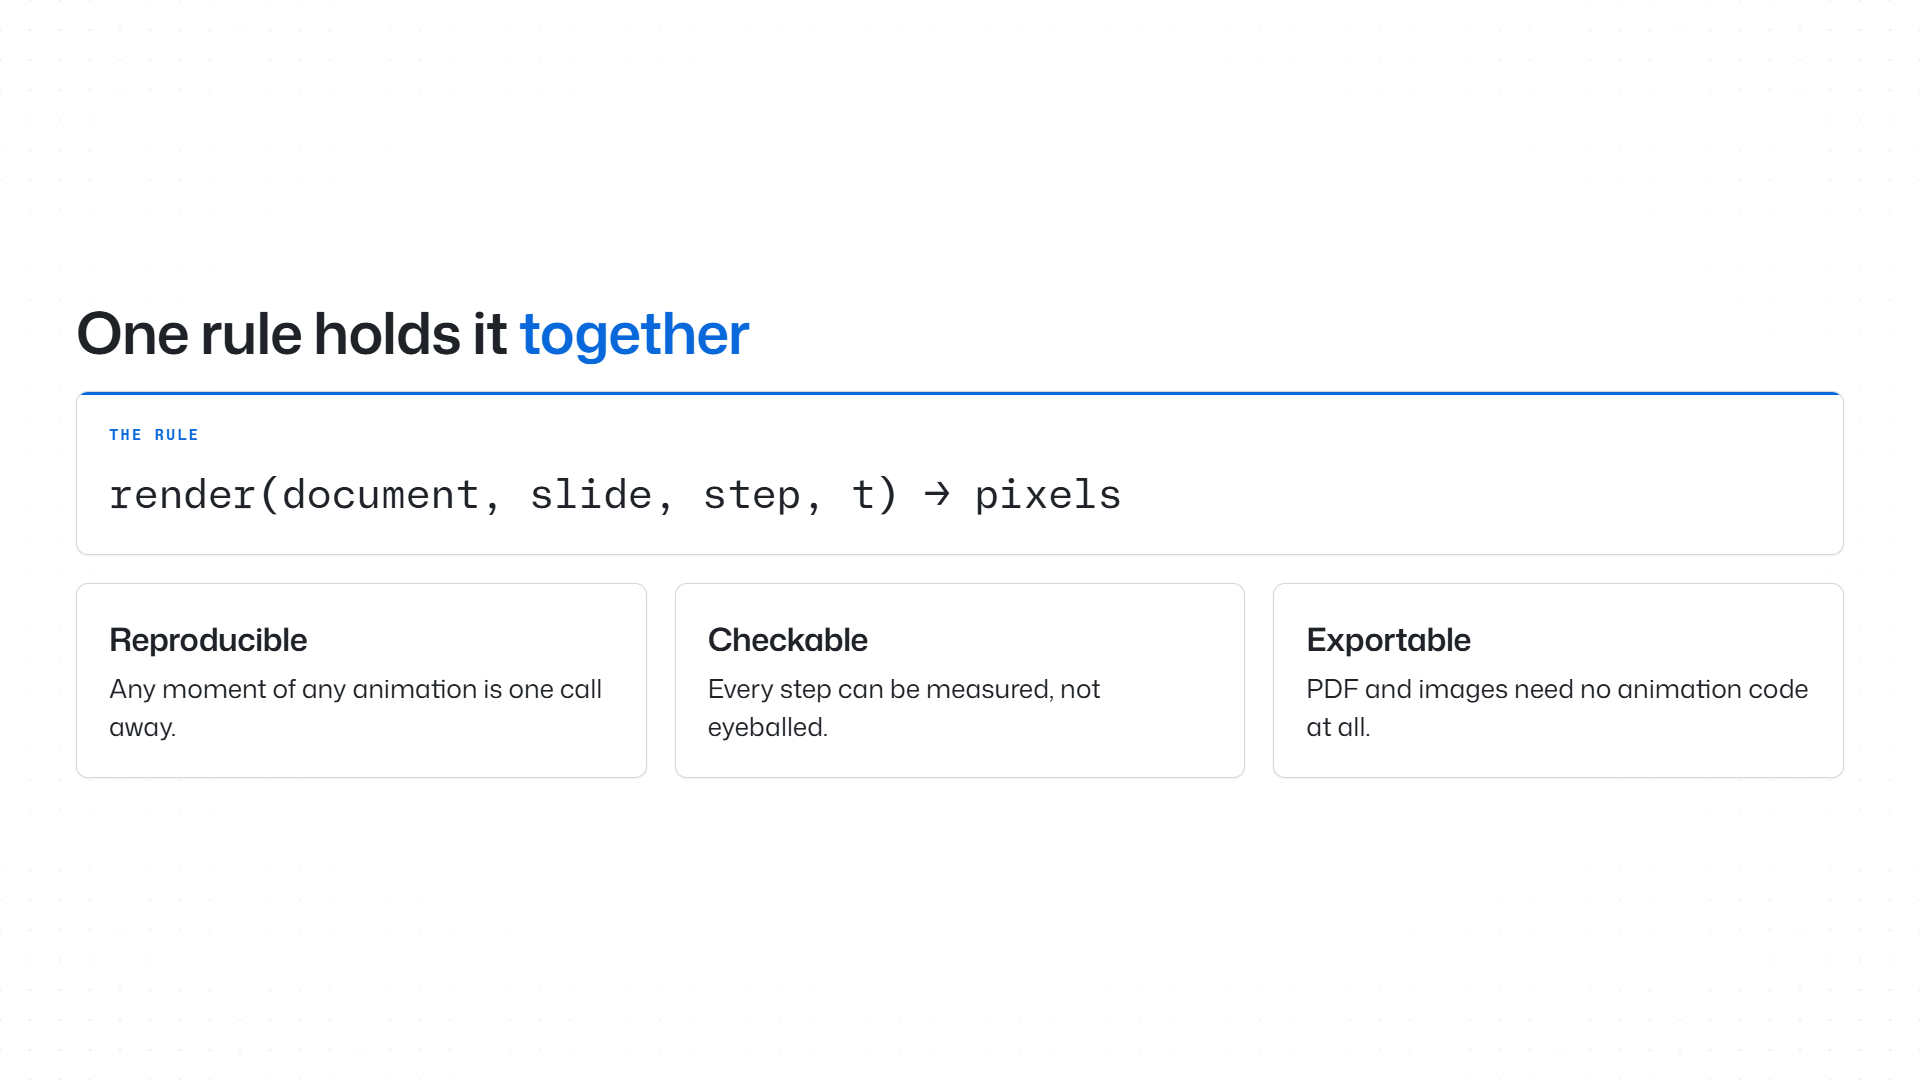 One rule holds it together
THE RULE
render(document, slide, step, t) → pixels
Reproducible
Any moment of any animation is one call
away.
Checkable
Every step can be measured, not
eyeballed.
Exportable
PDF and images need no animation code
at all.